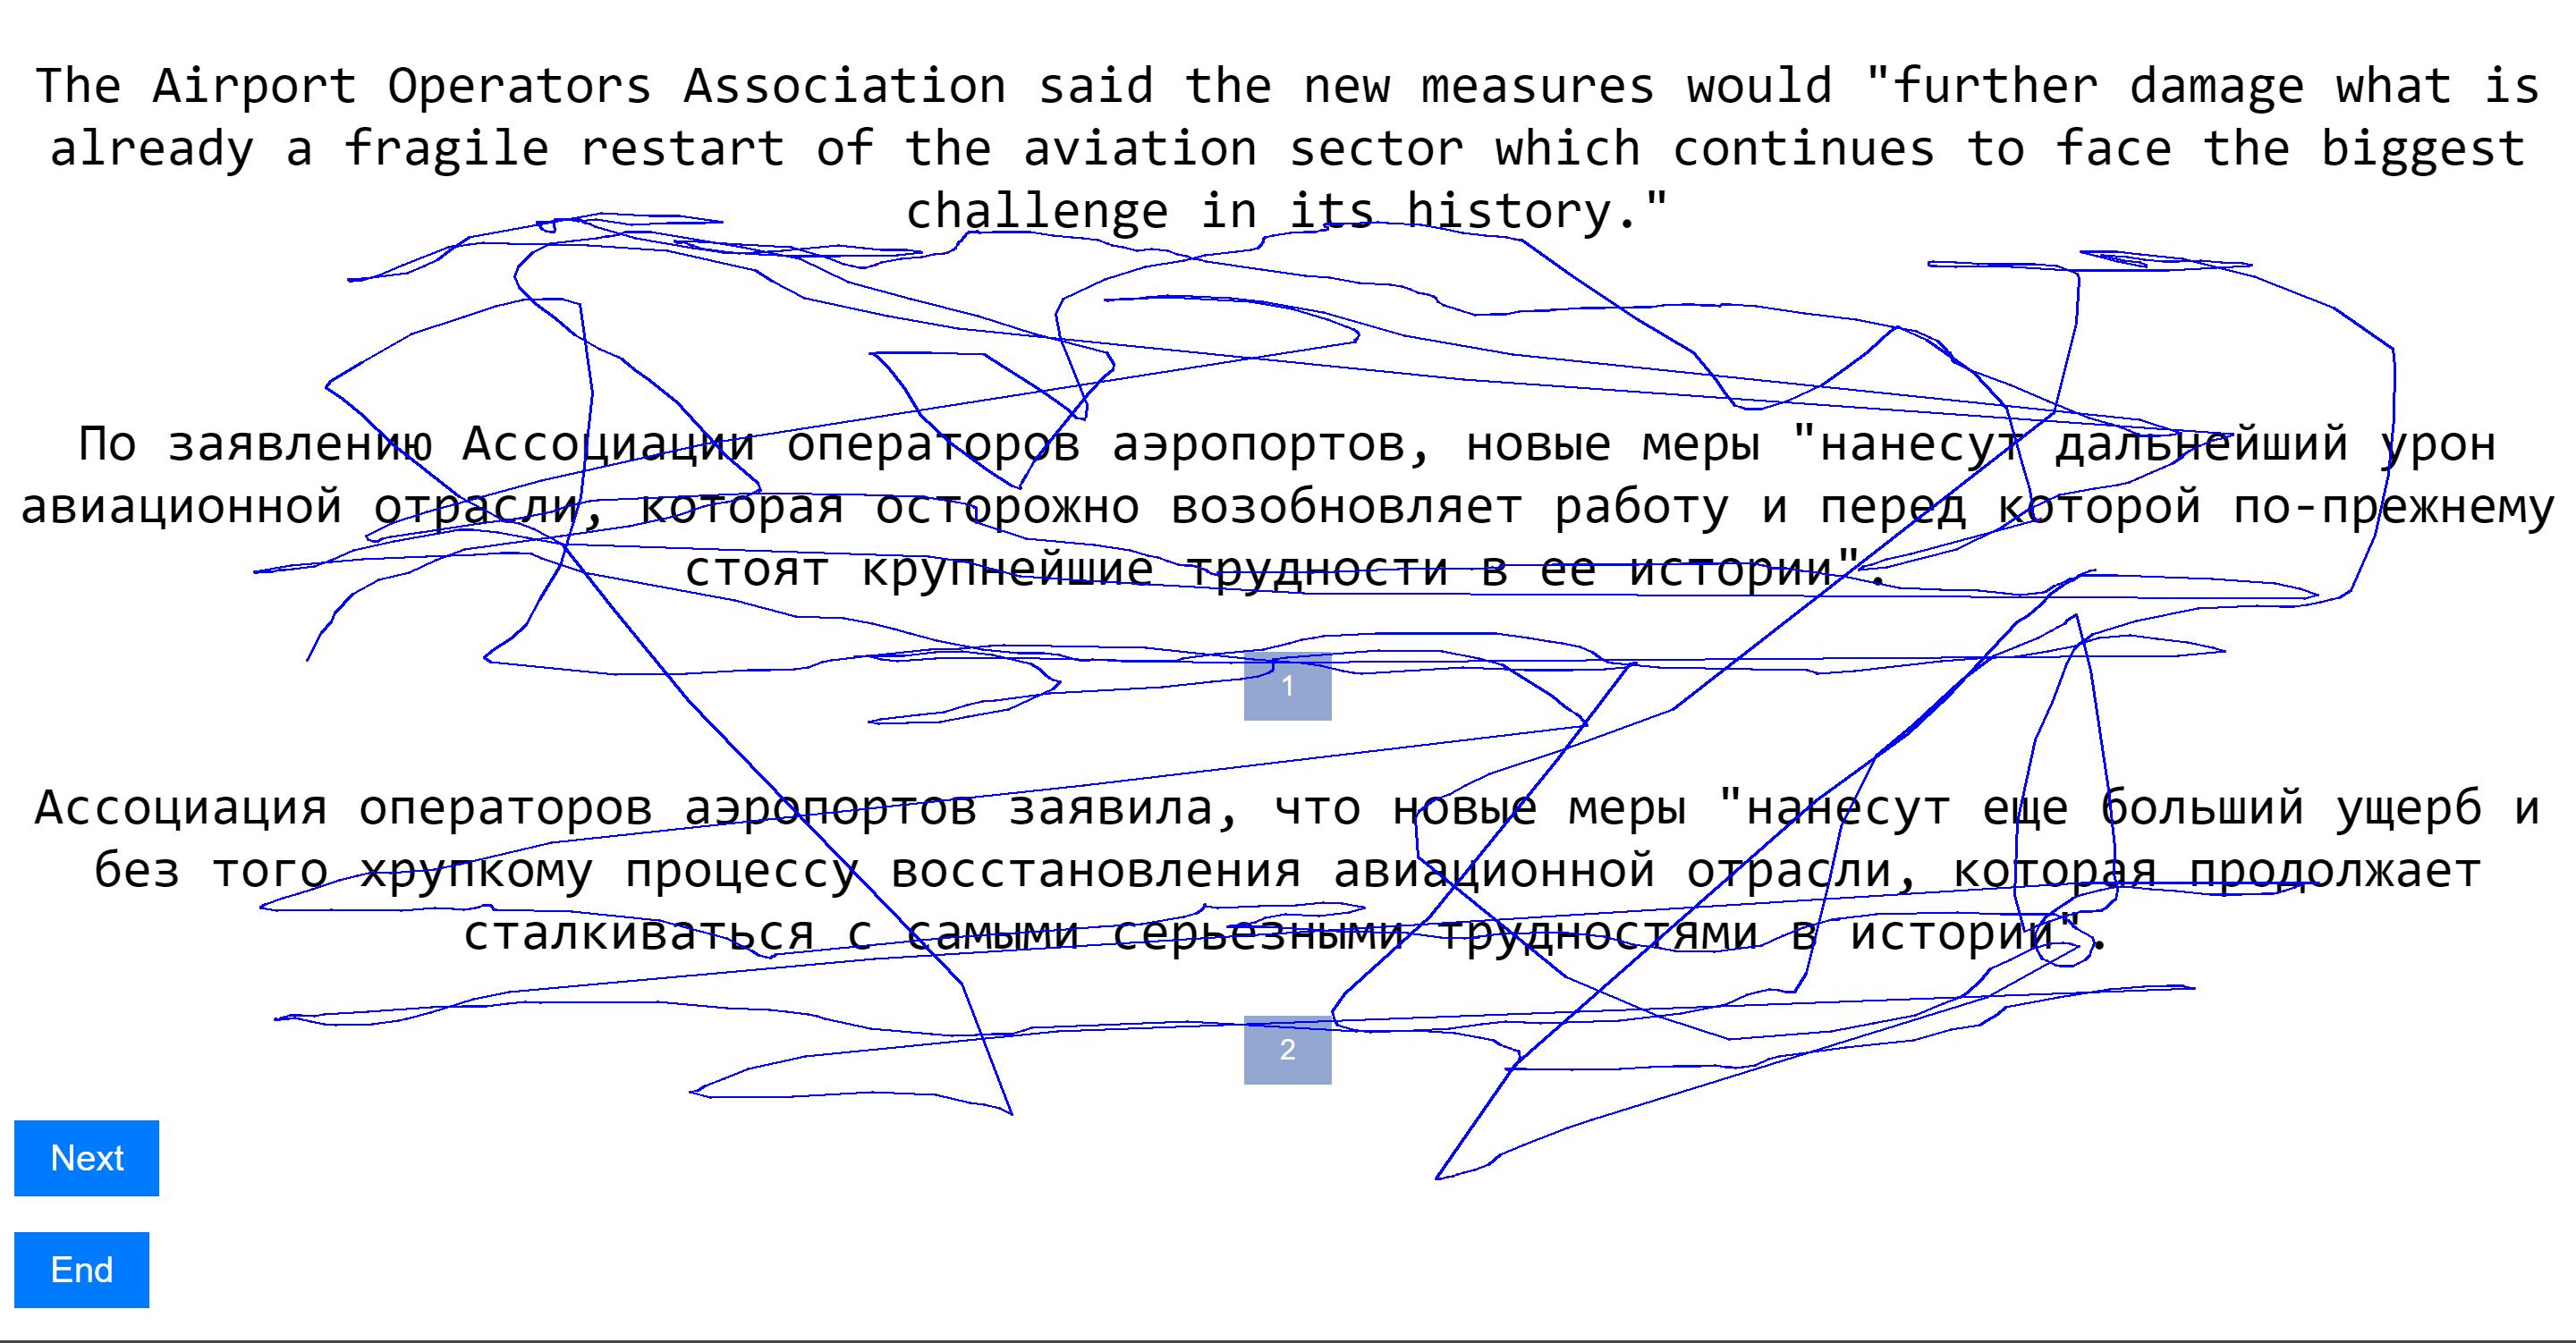 The Airport Operators Association said the new measures would "further damage what is
already a fragile restart of the aviation sector which continues to face the biggest
challenge in its history."
По заявлению Ассоциации операторов аэропортов, новые меры "нанесут дальнейший урон
авиационной отрасли, которая осторожно возобновляет работу и перед которой по-прежнему
стоят крупнейшие трудности в ее истории".
1
Ассоциация операторов аэропортов заявила, что новые меры "нанесут еще больший ущерб и
без того хрупкому процессу восстановления авиационной отрасли, которая продолжает
сталкиваться с самыми серьезными трудностями в истории".
2
Next
End